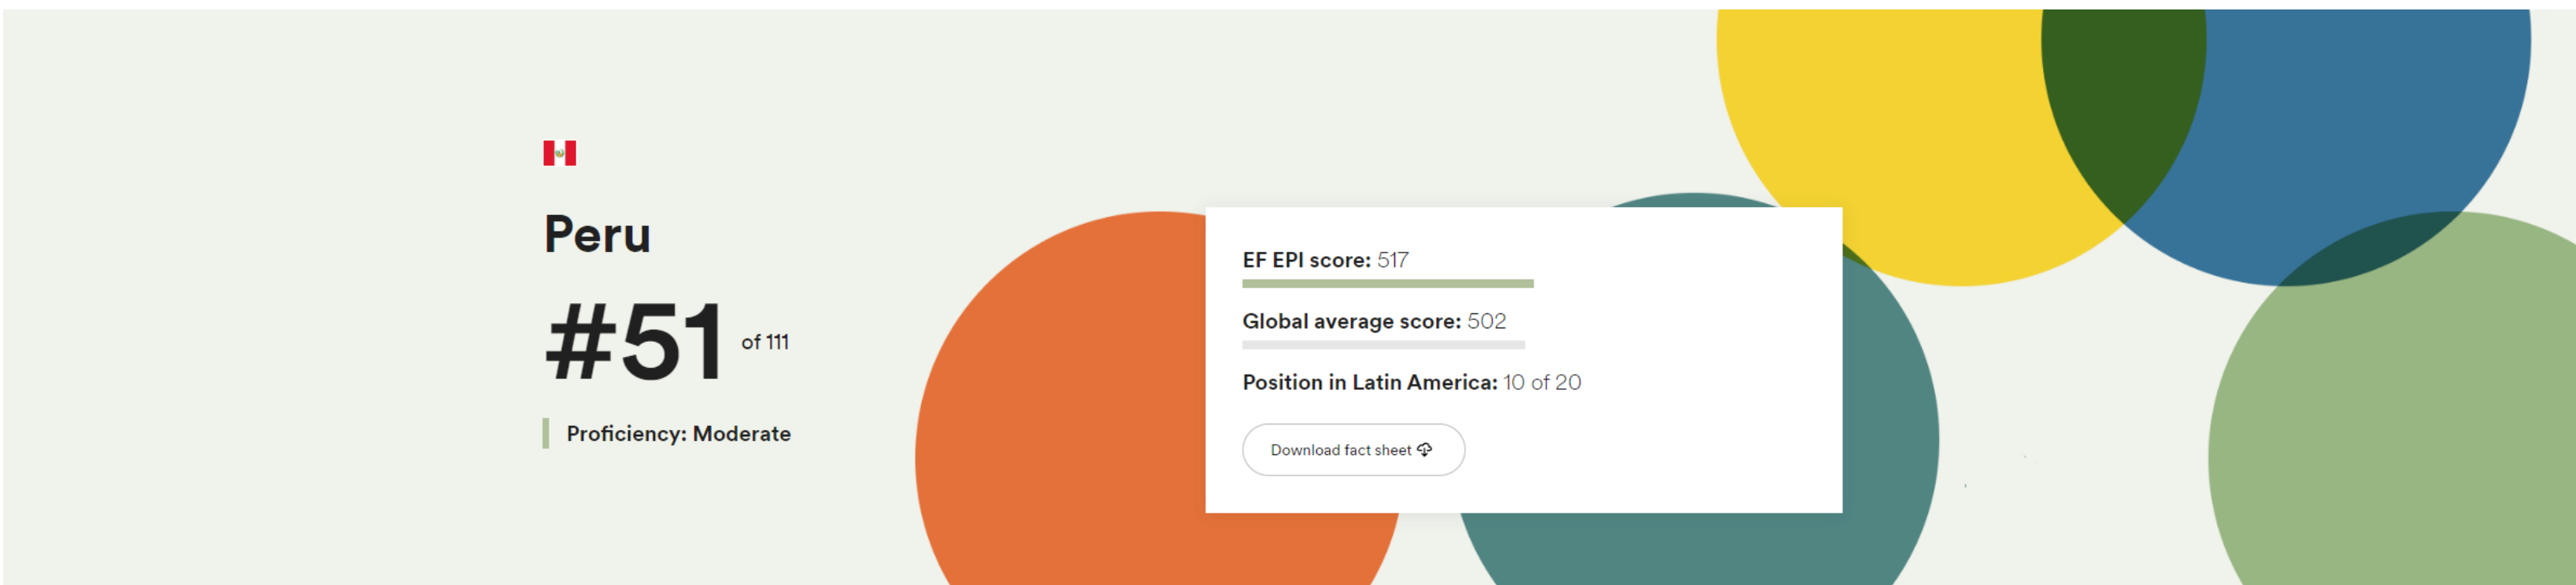 Peru
#51 of 111
Proficiency: Moderate
EF EPI score: 517
Global average score: 502
Position in Latin America: 10 of 20
Download fact sheet